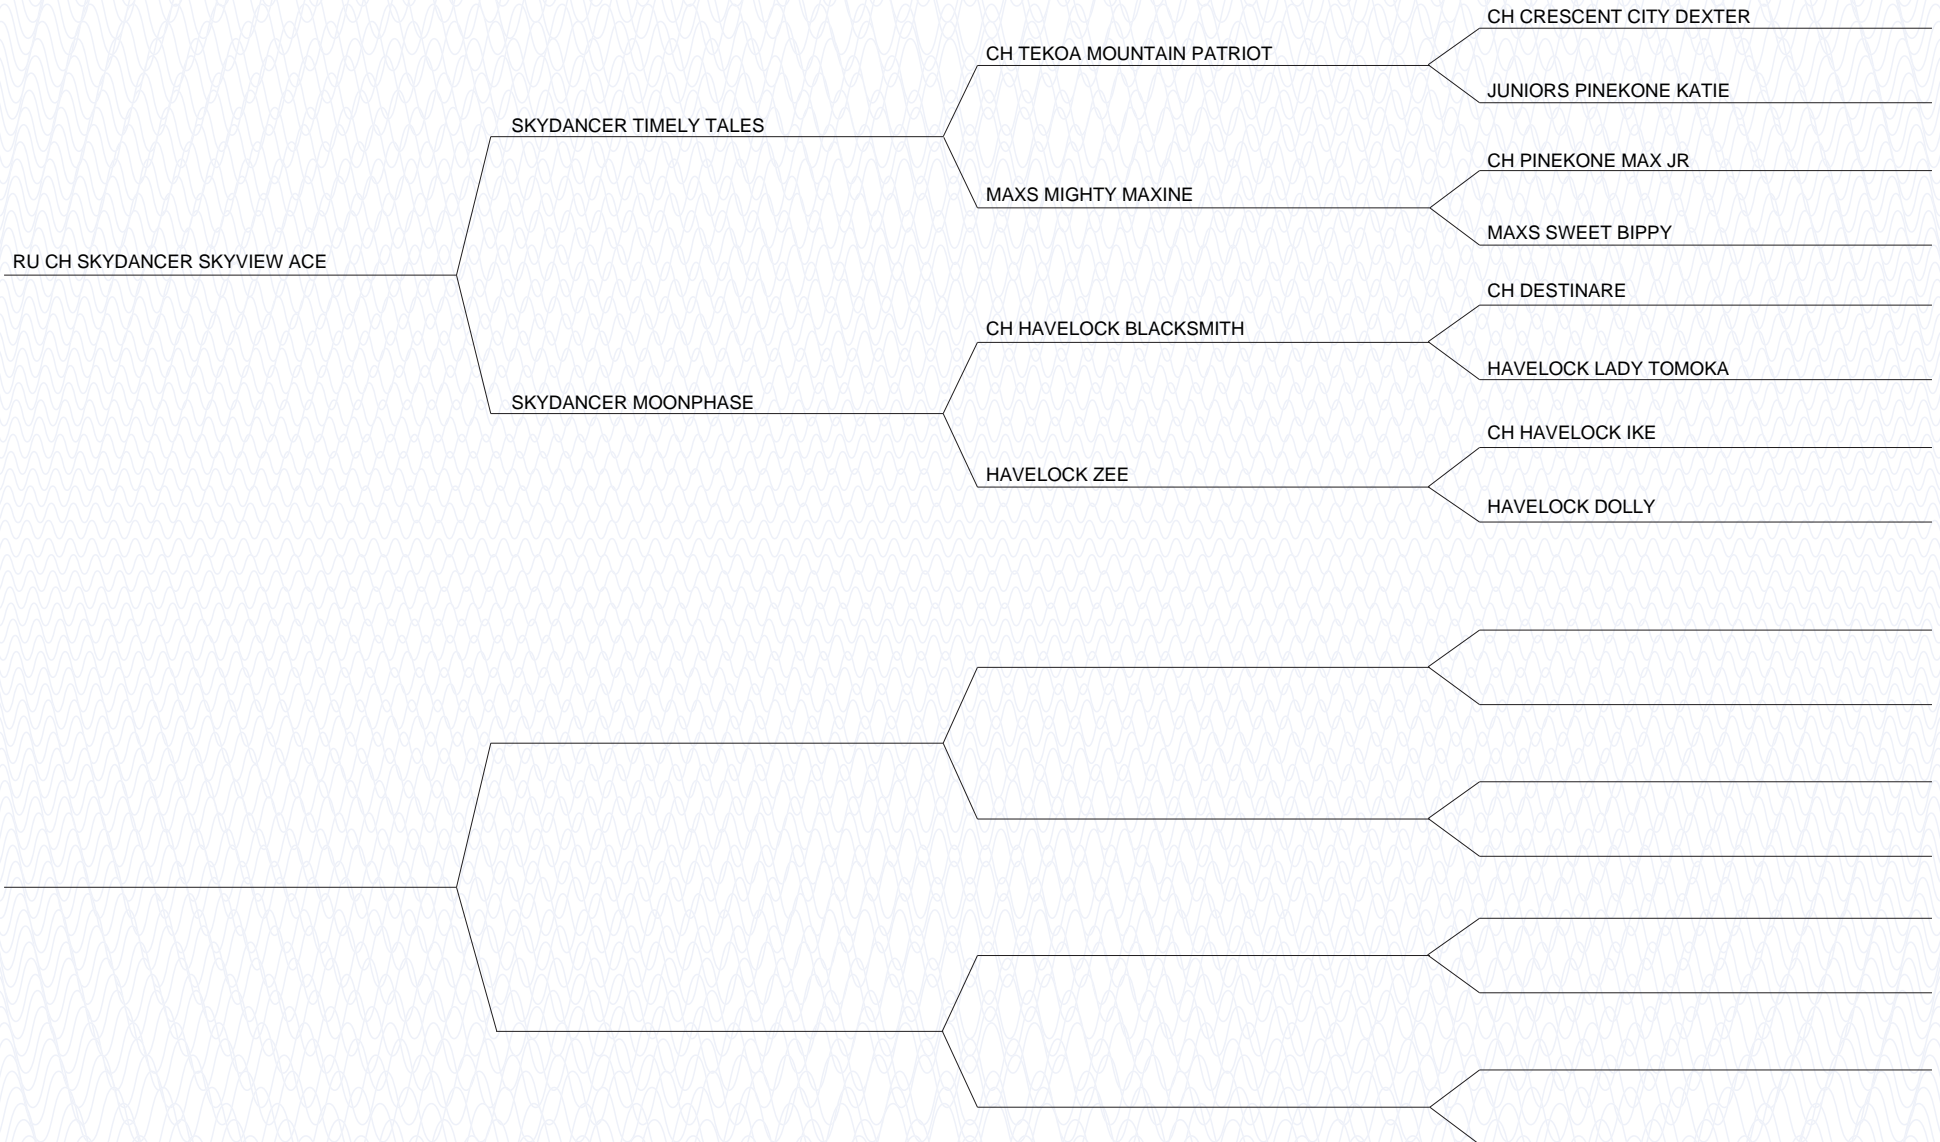 CH CRESCENT CITY DEXTER
CH TEKOA MOUNTAIN PATRIOT
JUNIORS PINEKONE KATIE
SKYDANCER TIMELY TALES
CH PINEKONE MAX JR
MAXS MIGHTY MAXINE
MAXS SWEET BIPPY
RU CH SKYDANCER SKYVIEW ACE
CH DESTINARE
CH HAVELOCK BLACKSMITH
HAVELOCK LADY TOMOKA
SKYDANCER MOONPHASE
CH HAVELOCK IKE
HAVELOCK ZEE
HAVELOCK DOLLY